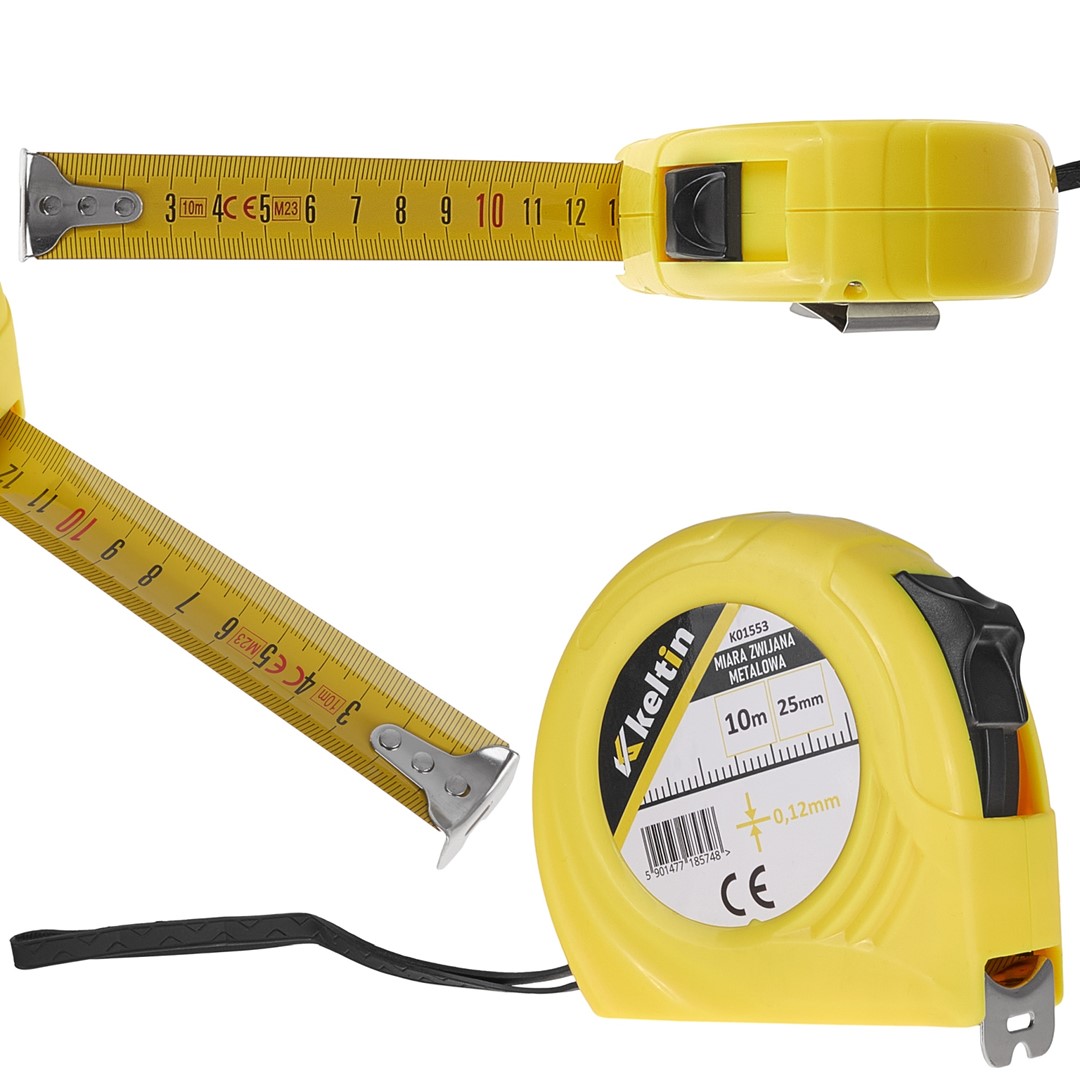 3 10m 4 CE 5 M23 6 7 8 9 10 11 12 1
12 11 10 9 8 7 6 M23 5 CE 4 10m 3
keltin
K01553
MIARA ZWIJANA
METALOWA
10m 25mm
0,12mm
5 901477 185748 >
CE